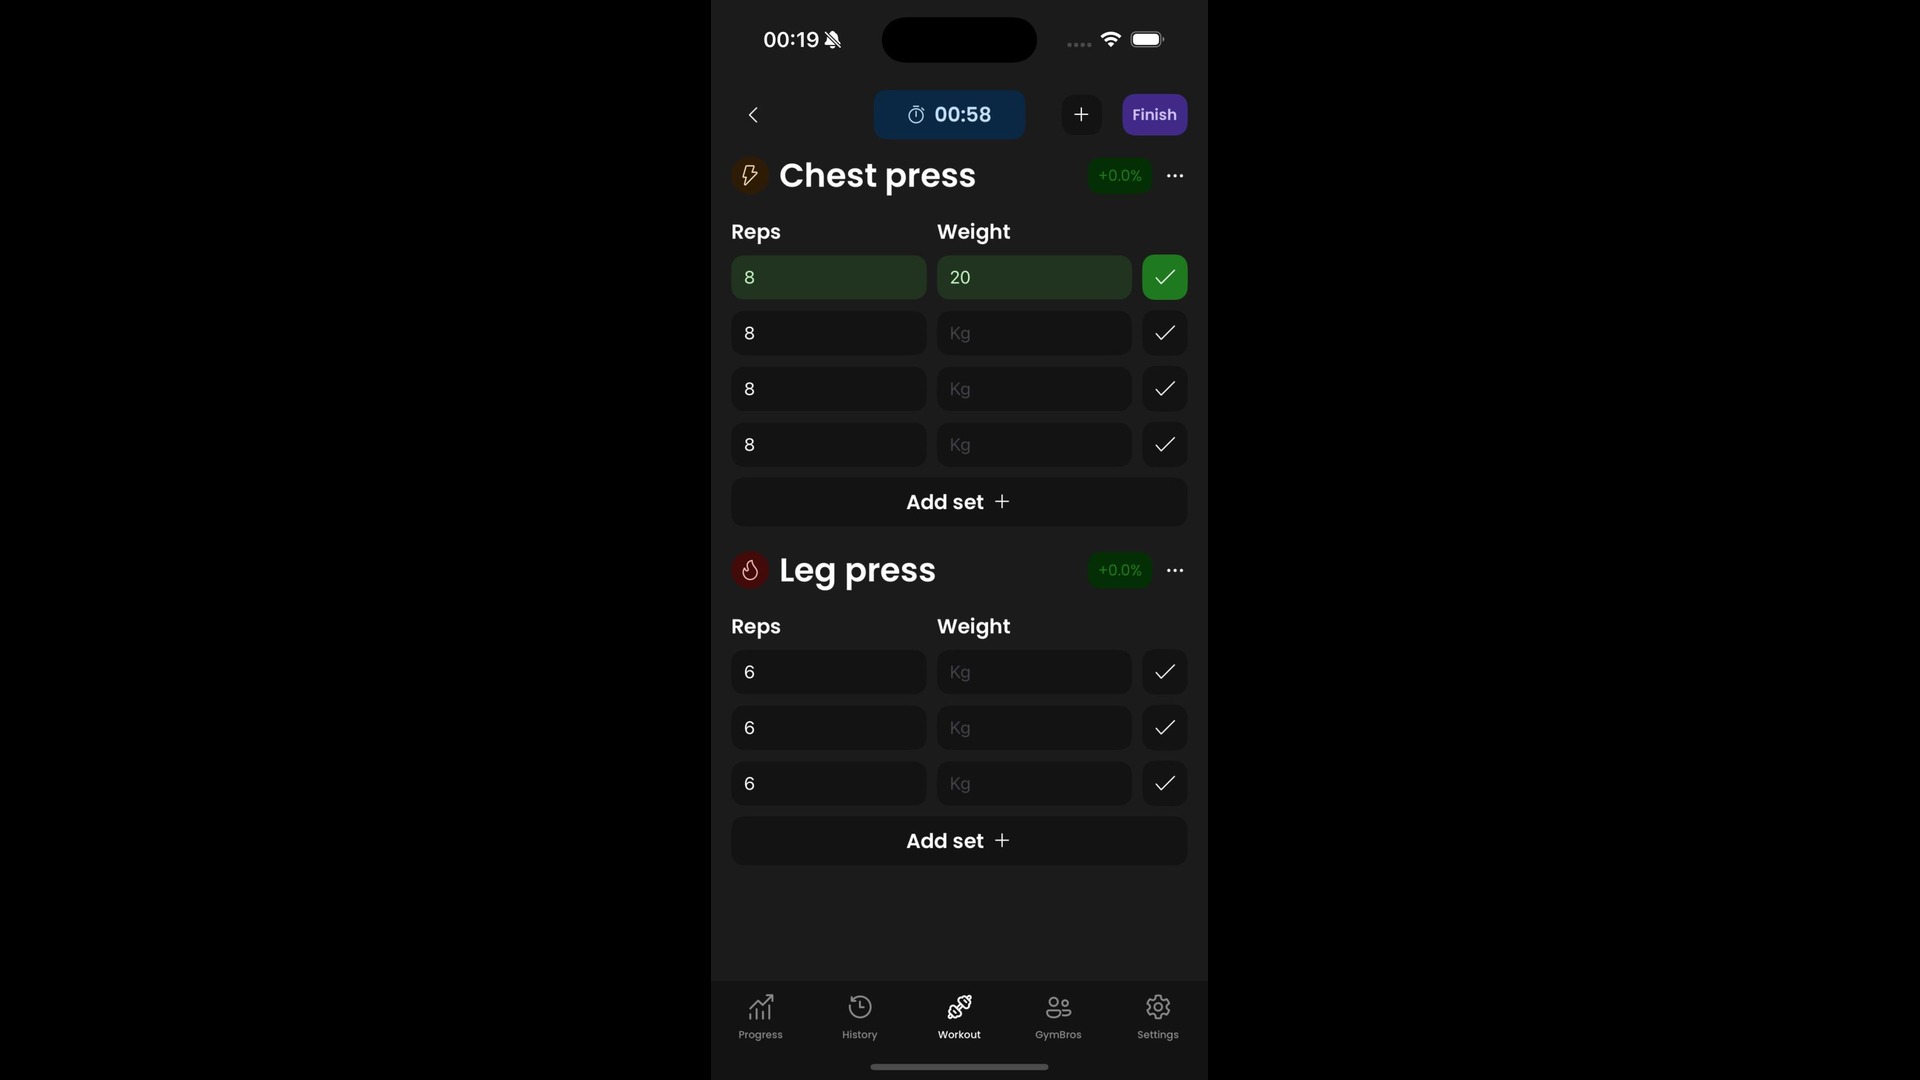 00:19
00:58
Finish
Chest press +0.0%
Reps Weight
8 20
8 Kg
8 Kg
8 Kg
Add set +
Leg press +0.0%
Reps Weight
6 Kg
6 Kg
6 Kg
Add set +
Progress History Workout GymBros Settings